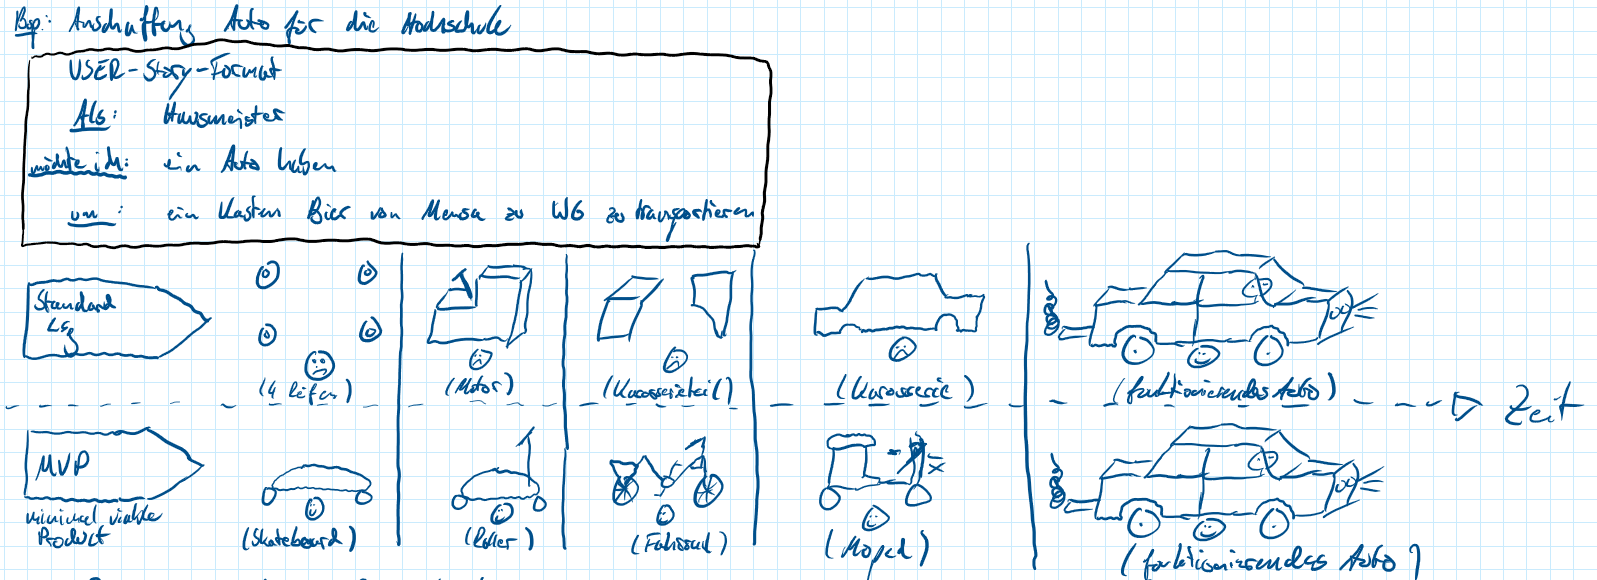 Bsp: Anschaffung Auto für die Hochschule
USER-Story-Format
Als: Hausmeister
möchte ich: ein Auto haben
um: ein Kasten Bier von Mensa zu WG zu transportieren
Standard
Lsg
(4 Reifen)
(Motor)
(Karosserieteil)
(Karosserie)
(funktionierendes Auto)
Zeit
MVP
minimal viable
Product
(Skateboard)
(Roller)
(Fahrrad)
(Moped)
(funktionierendes Auto)